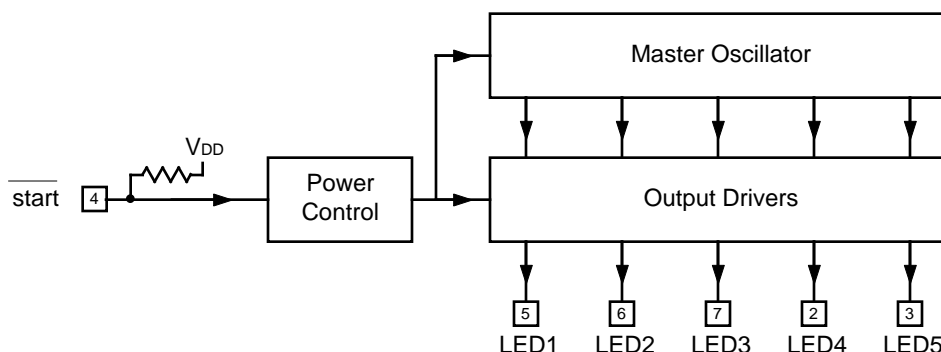 Master Oscillator
VDD
start
4
Power
Control
Output Drivers
5
6
7
2
3
LED1
LED2
LED3
LED4
LED5